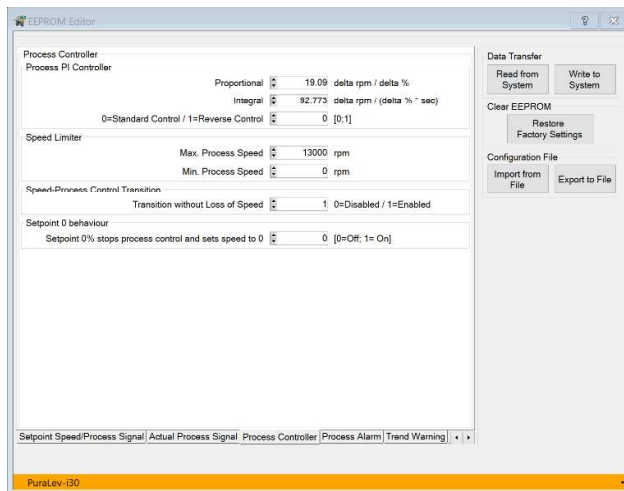 EEPROM Editor
Process Controller
Process PI Controller
Proportional 19.09 delta rpm / delta %
Integral 92.773 delta rpm / (delta % * sec)
0=Standard Control / 1=Reverse Control 0 [0;1]
Speed Limiter
Max. Process Speed 13000 rpm
Min. Process Speed 0 rpm
Speed-Process Control Transition
Transition without Loss of Speed 1 0=Disabled / 1=Enabled
Setpoint 0 behaviour
Setpoint 0% stops process control and sets speed to 0 0 [0=Off; 1= On]
Data Transfer
Read from System
Write to System
Clear EEPROM
Restore
Factory Settings
Configuration File
Import from File
Export to File
Setpoint Speed/Process Signal Actual Process Signal Process Controller Process Alarm Trend Warning
PuraLev-i30